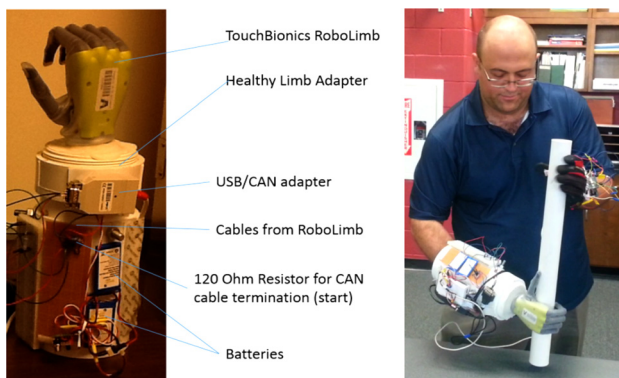 TouchBionics RoboLimb
Healthy Limb Adapter
USB/CAN adapter
Cables from RoboLimb
120 Ohm Resistor for CAN
cable termination (start)
Batteries